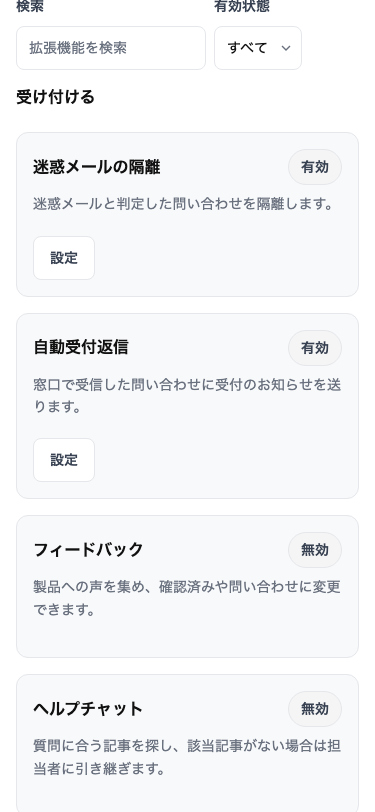 検索
有効状態
拡張機能を検索
すべて
受け付ける
迷惑メールの隔離
有効
迷惑メールと判定した問い合わせを隔離します。
設定
自動受付返信
有効
窓口で受信した問い合わせに受付のお知らせを送
ります。
設定
フィードバック
無効
製品への声を集め、確認済みや問い合わせに変更
できます。
ヘルプチャット
無効
質問に合う記事を探し、該当記事がない場合は担
当者に引き継ぎます。